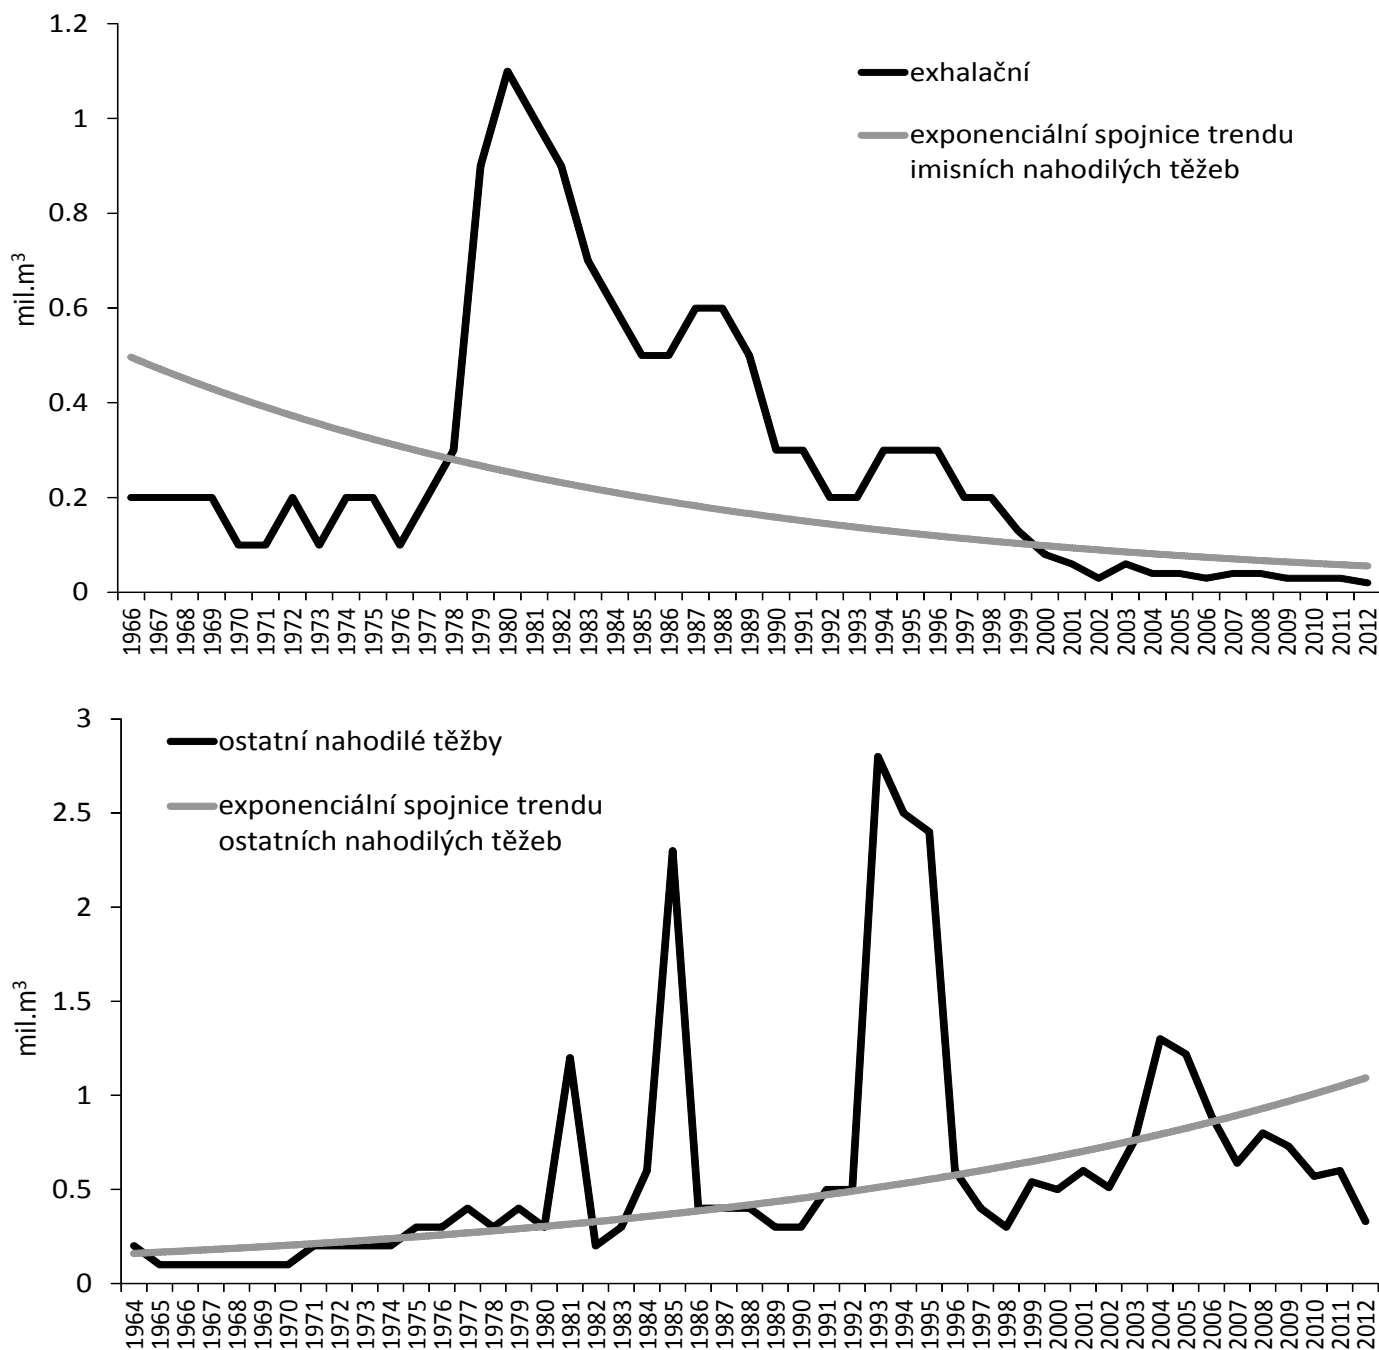 1.2
1
0.8
0.6
0.4
0.2
0
mil.m³
exhalační
exponenciální spojnice trendu
imisních nahodilých těžeb
1966 1967 1968 1969 1970 1971 1972 1973 1974 1975 1976 1977 1978 1979 1980 1981 1982 1983 1984 1985 1986 1987 1988 1989 1990 1991 1992 1993 1994 1995 1996 1997 1998 1999 2000 2001 2002 2003 2004 2005 2006 2007 2008 2009 2010 2011 2012
3
2.5
2
1.5
1
0.5
0
mil.m³
ostatní nahodilé těžby
exponenciální spojnice trendu
ostatních nahodilých těžeb
1964 1965 1966 1967 1968 1969 1970 1971 1972 1973 1974 1975 1976 1977 1978 1979 1980 1981 1982 1983 1984 1985 1986 1987 1988 1989 1990 1991 1992 1993 1994 1995 1996 1997 1998 1999 2000 2001 2002 2003 2004 2005 2006 2007 2008 2009 2010 2011 2012